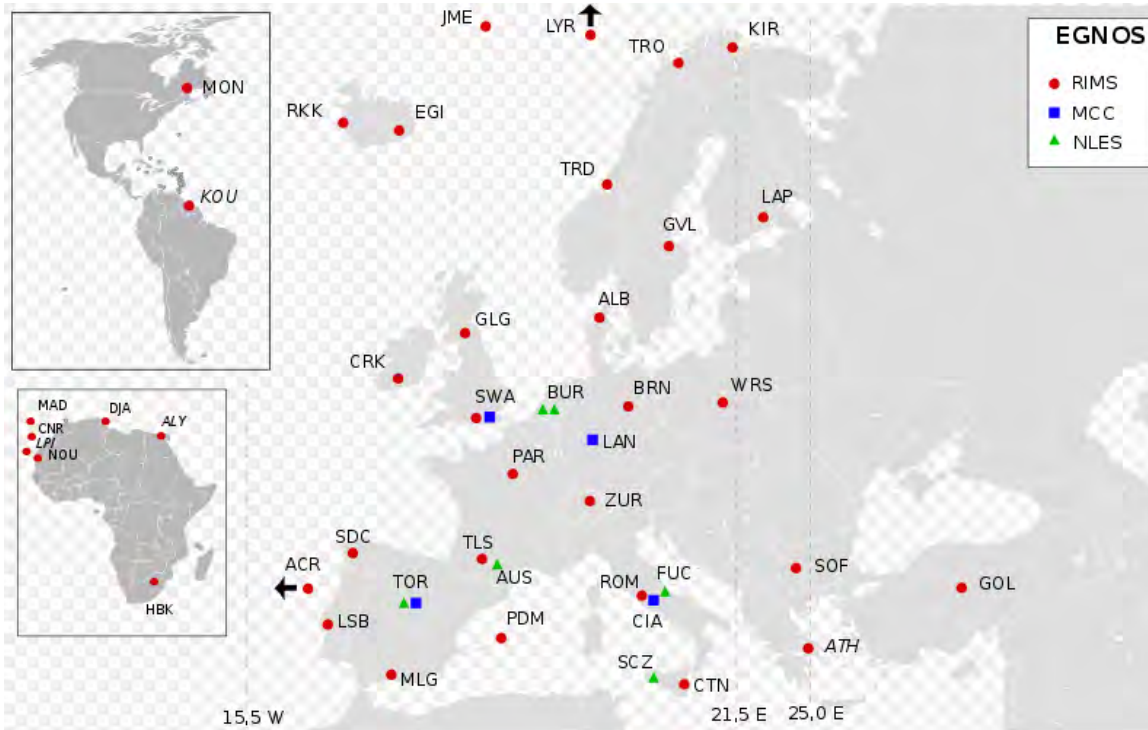 JME
LYR
KIR
TRO
EGNOS
RIMS
MCC
NLES
MON
KOU
RKK
EGI
TRD
LAP
GVL
ALB
GLG
CRK
SWA
BUR
BRN
WRS
LAN
PAR
ZUR
MAD
DJA
ALY
CNR
LPI
NOU
HBK
SDC
TLS
AUS
ACR
TOR
ROM
FUC
SOF
GOL
LSB
PDM
CIA
ATH
SCZ
MLG
CTN
15,5 W
21,5 E
25,0 E